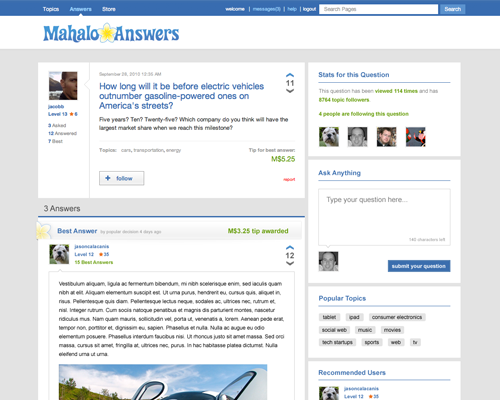 Topics Answers Store
welcome | messages(3) | help | logout Search Pages Search
Mahalo Answers
September 26, 2010 12:35 AM
How long will it be before electric vehicles
outnumber gasoline-powered ones on
America's streets?
11
jacobb
Level 13
3 Asked
12 Answered
7 Best
Five years? Ten? Twenty-five? Which company do you think will have the
largest market share when we reach this milestone?
Topics: cars, transportation, energy
Tip for best answer:
M$5.25
+ follow
report
3 Answers
Best Answer by popular decision 6 days ago M$3.25 tip awarded
jasoncalacanis
Level 12 35
15 Best Answers
12
Vestibulum aliquam, ligula ac fermentum bibendum, mi nibh scelerisque enim, sed iaculis quam
nibh at elit. Aliquam elementum suscipit est. Ut urna purus, hendrerit eu, cursus quis, aliquet in,
risus. Pellentesque quis diam. Pellentesque lectus neque, sodales ac, ultrices nec, rutrum et,
nisl. Integer rutrum. Cum sociis natoque penatibus et magnis dis parturient montes, nascetur
ridiculus mus. Nam quam mauris, sollicitudin vel, porta ut, venenatis a, lorem. Aenean pede erat,
tempor non, porttitor et, dignissim eu, sapien. Phasellus et nulla. Nulla ac augue eu odio
elementum posuere. Phasellus interdum faucibus nisi. Ut rhoncus justo sit amet massa. Sed orci
massa, cursus sit amet, fringilla at, ultrices nec, purus. In hac habitasse platea dictumst. Nulla
eleifend urna ut urna.
Stats for this Question
This question has been viewed 114 times and has
8764 topic followers.
4 people are following this question
Ask Anything
Type your question here...
140 characters left
submit your question
Popular Topics
tablet ipad consumer electronics
social web music movies
tech startups sports web tv
Recommended Users
jasoncalacanis
Level 12 35